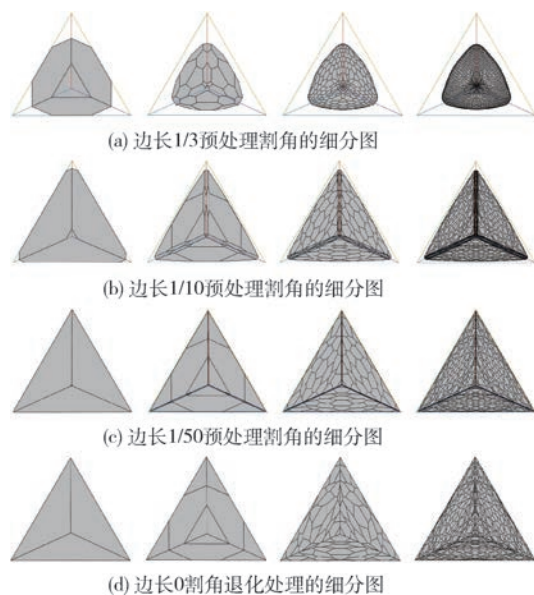 (a) 边长1/3预处理割角的细分图
(b) 边长1/10预处理割角的细分图
(c) 边长1/50预处理割角的细分图
(d) 边长0割角退化处理的细分图